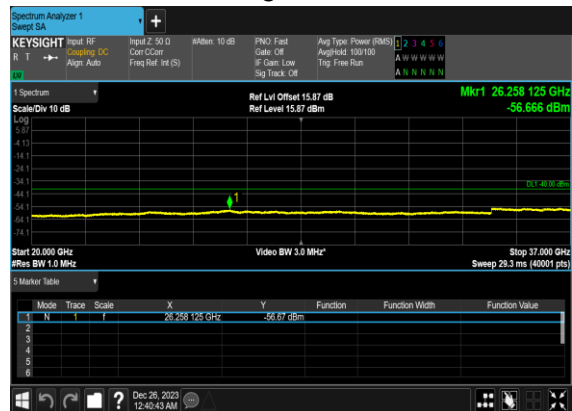 Spectrum Analyzer 1
Swept SA
+
KEYSIGHT Input: RF Input Z: 50 Ω #Atten: 10 dB PNO: Fast Avg Type: Power (RMS) 1 2 3 4 5 6
R T Coupling: DC Corr CCorr Gate: Off Avg|Hold: 100/100 A W W W W W
Align: Auto Freq Ref: Int (S) IF Gain: Low Trig: Free Run
Sig Track: Off A N N N N N
LXI
1 Spectrum Ref Lvl Offset 15.87 dB Mkr1 26.258 125 GHz
Scale/Div 10 dB Ref Level 15.87 dBm -56.666 dBm
Log
5.87
-4.13
-14.1
-24.1
-34.1
DL1 -40.00 dBm
-44.1
1
-54.1
-64.1
-74.1
Start 20.000 GHz Video BW 3.0 MHz* Stop 37.000 GHz
#Res BW 1.0 MHz Sweep 29.3 ms (40001 pts)
5 Marker Table
Mode Trace Scale X Y Function Function Width Function Value
1 N 1 f 26.258 125 GHz -56.67 dBm
2
3
4
5
6
? Dec 26, 2023
12:40:43 AM